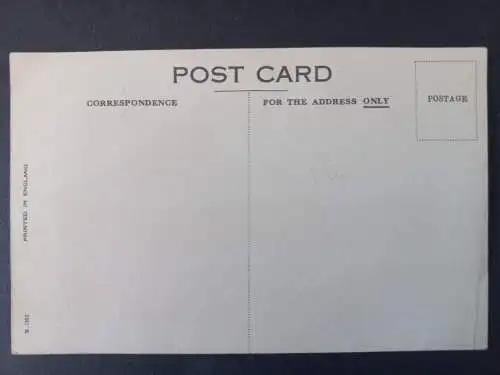 POST CARD
CORRESPONDENCE
FOR THE ADDRESS ONLY
POSTAGE
PRINTED IN ENGLAND